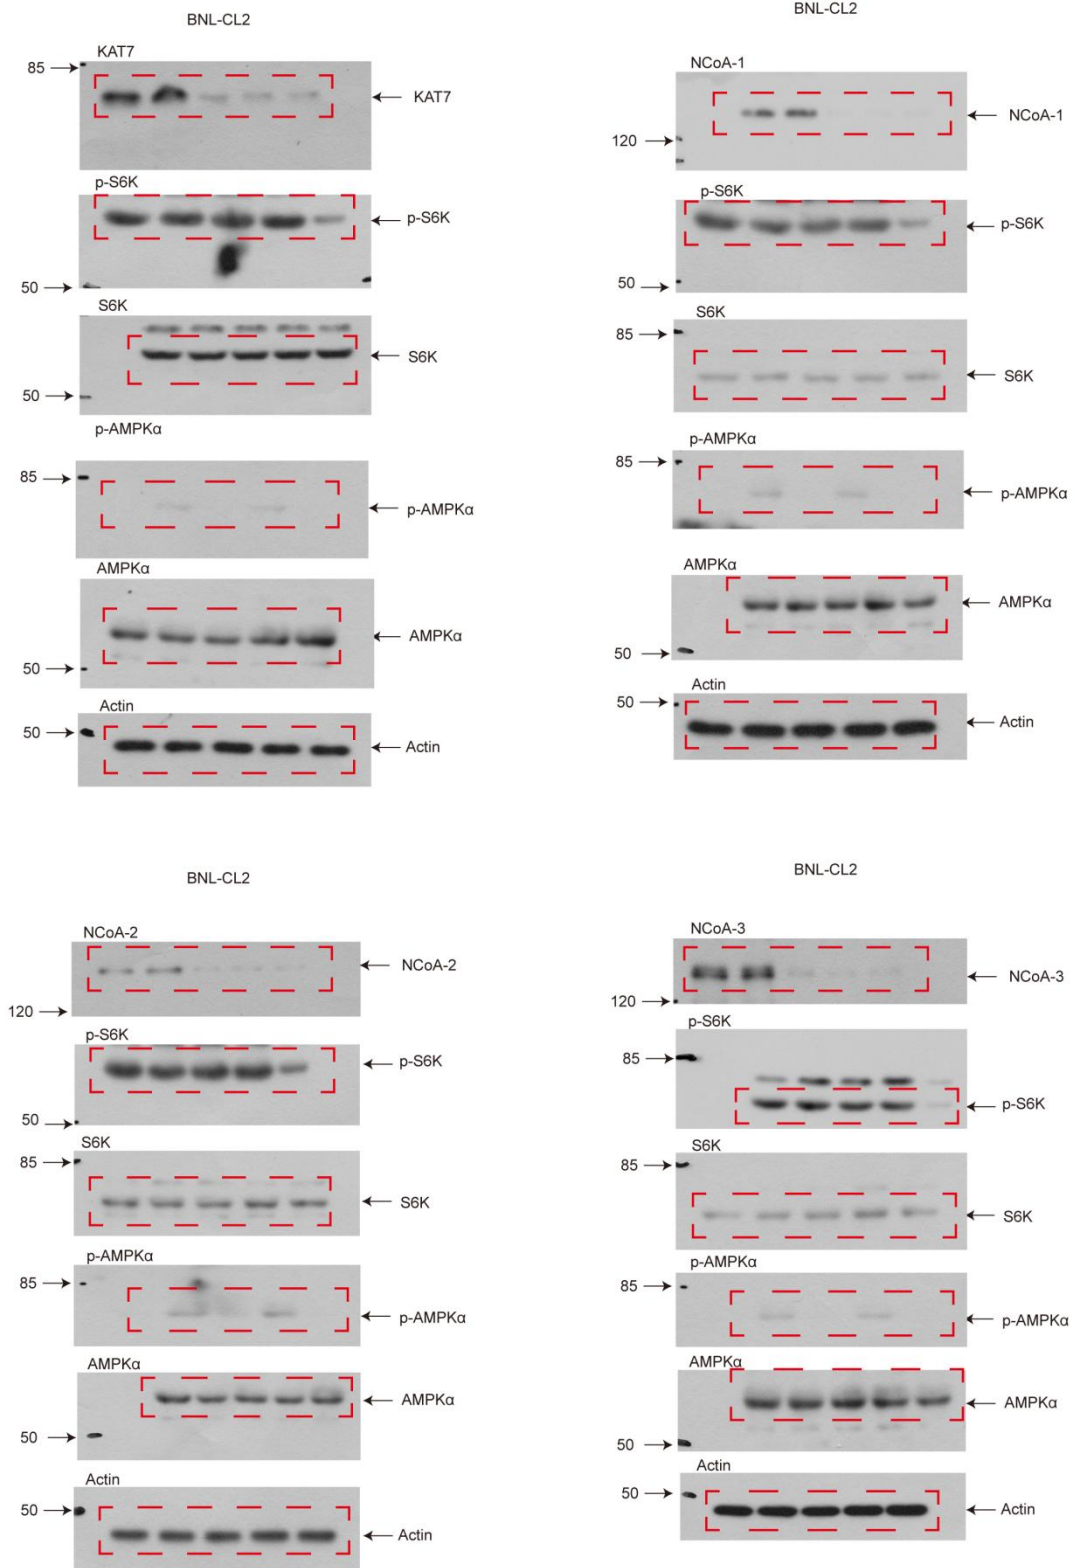 BNL-CL2
KAT7
85
KAT7
p-S6K
p-S6K
50
S6K
S6K
50
p-AMPKα
85
p-AMPKα
AMPKα
AMPKα
50
Actin
50
Actin
BNL-CL2
NCoA-1
NCoA-1
120
p-S6K
p-S6K
50
S6K
85
S6K
p-AMPKα
85
p-AMPKα
AMPKα
AMPKα
50
Actin
50
Actin
BNL-CL2
NCoA-2
NCoA-2
120
p-S6K
p-S6K
50
S6K
85
S6K
p-AMPKα
85
p-AMPKα
AMPKα
AMPKα
50
Actin
50
Actin
BNL-CL2
NCoA-3
NCoA-3
120
p-S6K
85
p-S6K
S6K
85
S6K
p-AMPKα
85
p-AMPKα
AMPKα
AMPKα
50
Actin
50
Actin